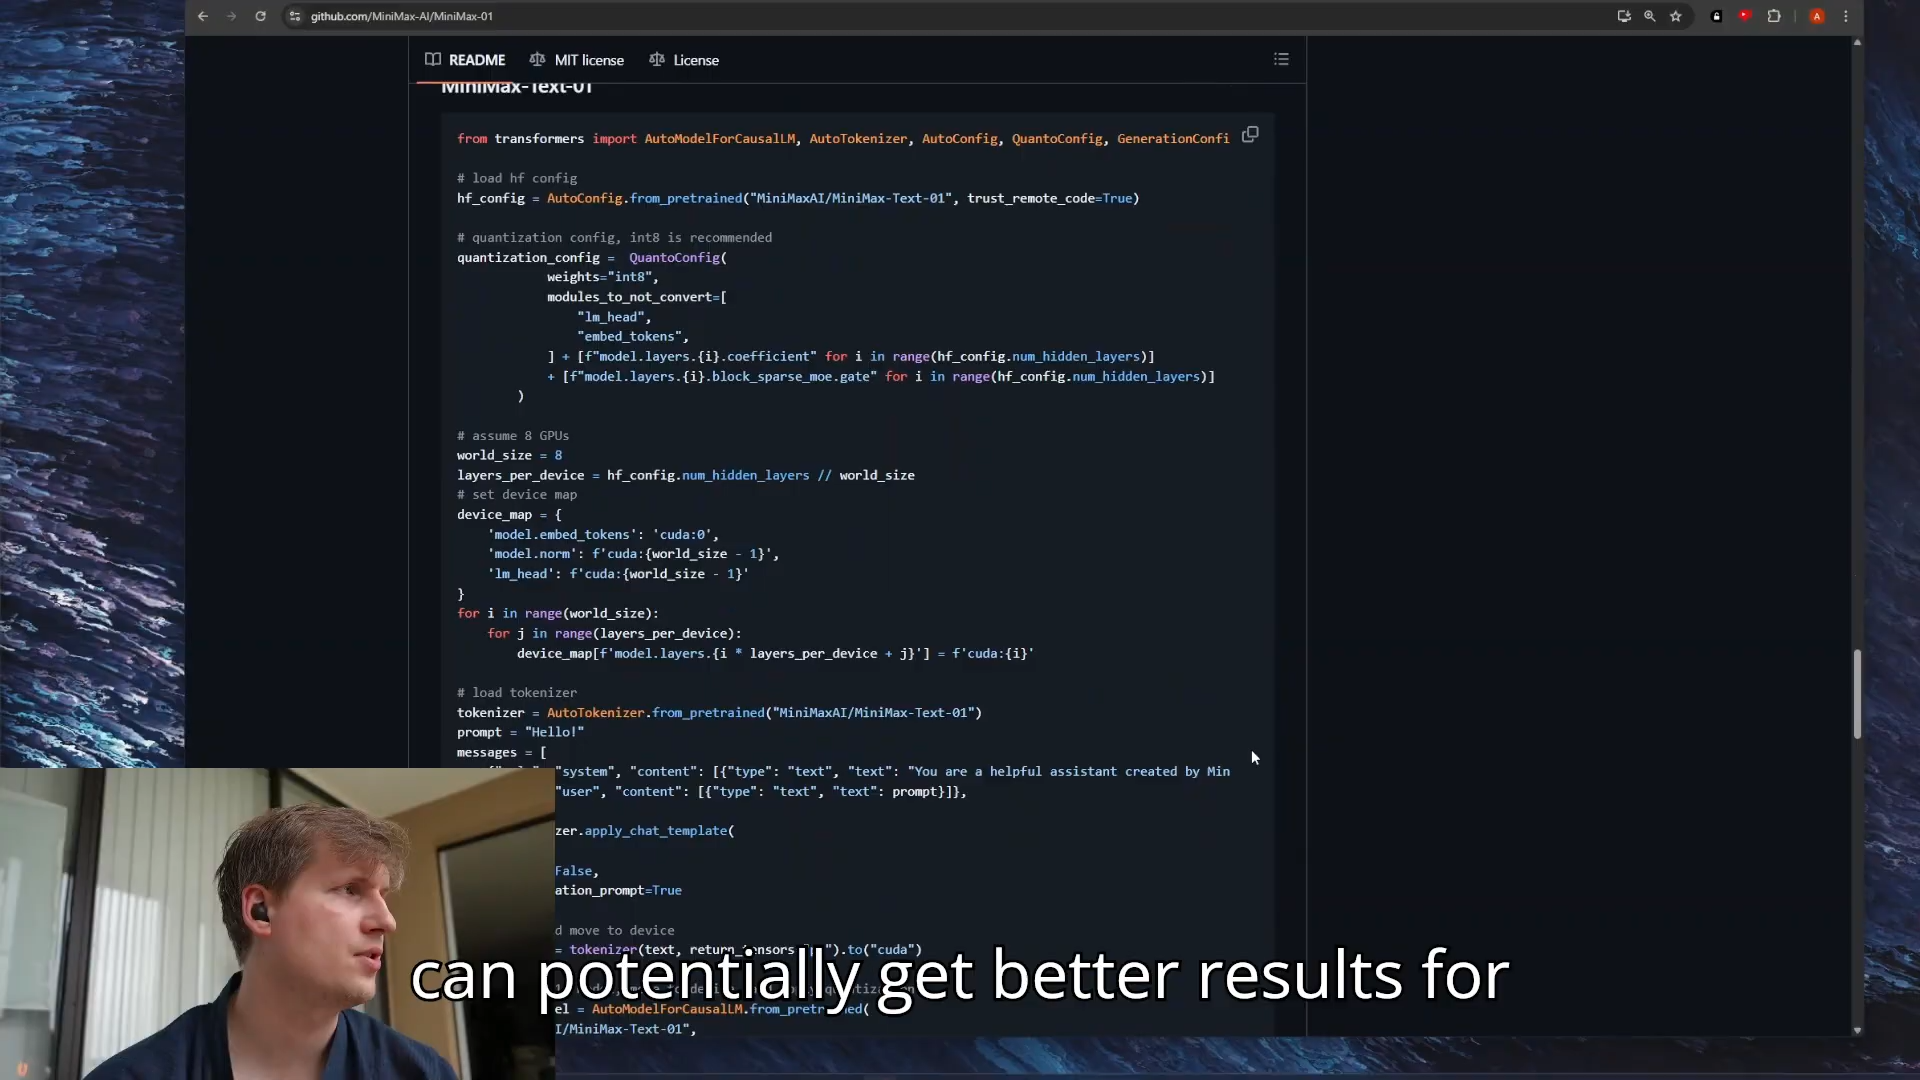 github.com/MiniMax-AI/MiniMax-01
A
README MIT license License
MiniMax-Text-01
from transformers import AutoModelForCausalLM, AutoTokenizer, AutoConfig, QuantoConfig, GenerationConfi
# load hf config
hf_config = AutoConfig.from_pretrained("MiniMaxAI/MiniMax-Text-01", trust_remote_code=True)
# quantization config, int8 is recommended
quantization_config =  QuantoConfig(
weights="int8",
modules_to_not_convert=[
"lm_head",
"embed_tokens",
] + [f"model.layers.{i}.coefficient" for i in range(hf_config.num_hidden_layers)]
+ [f"model.layers.{i}.block_sparse_moe.gate" for i in range(hf_config.num_hidden_layers)]
)
# assume 8 GPUs
world_size = 8
layers_per_device = hf_config.num_hidden_layers // world_size
# set device map
device_map = {
'model.embed_tokens': 'cuda:0',
'model.norm': f'cuda:{world_size - 1}',
'lm_head': f'cuda:{world_size - 1}'
}
for i in range(world_size):
for j in range(layers_per_device):
device_map[f'model.layers.{i * layers_per_device + j}'] = f'cuda:{i}'
# load tokenizer
tokenizer = AutoTokenizer.from_pretrained("MiniMaxAI/MiniMax-Text-01")
prompt = "Hello!"
messages = [
"system", "content": [{"type": "text", "text": "You are a helpful assistant created by Min
"user", "content": [{"type": "text", "text": prompt}]},
zer.apply_chat_template(
False,
ation_prompt=True
d move to device
= tokenizer(text, return_tensors ").to("cuda")
can potentially get better results for
el = AutoModelForCausalLM.from_pretrained(
I/MiniMax-Text-01",